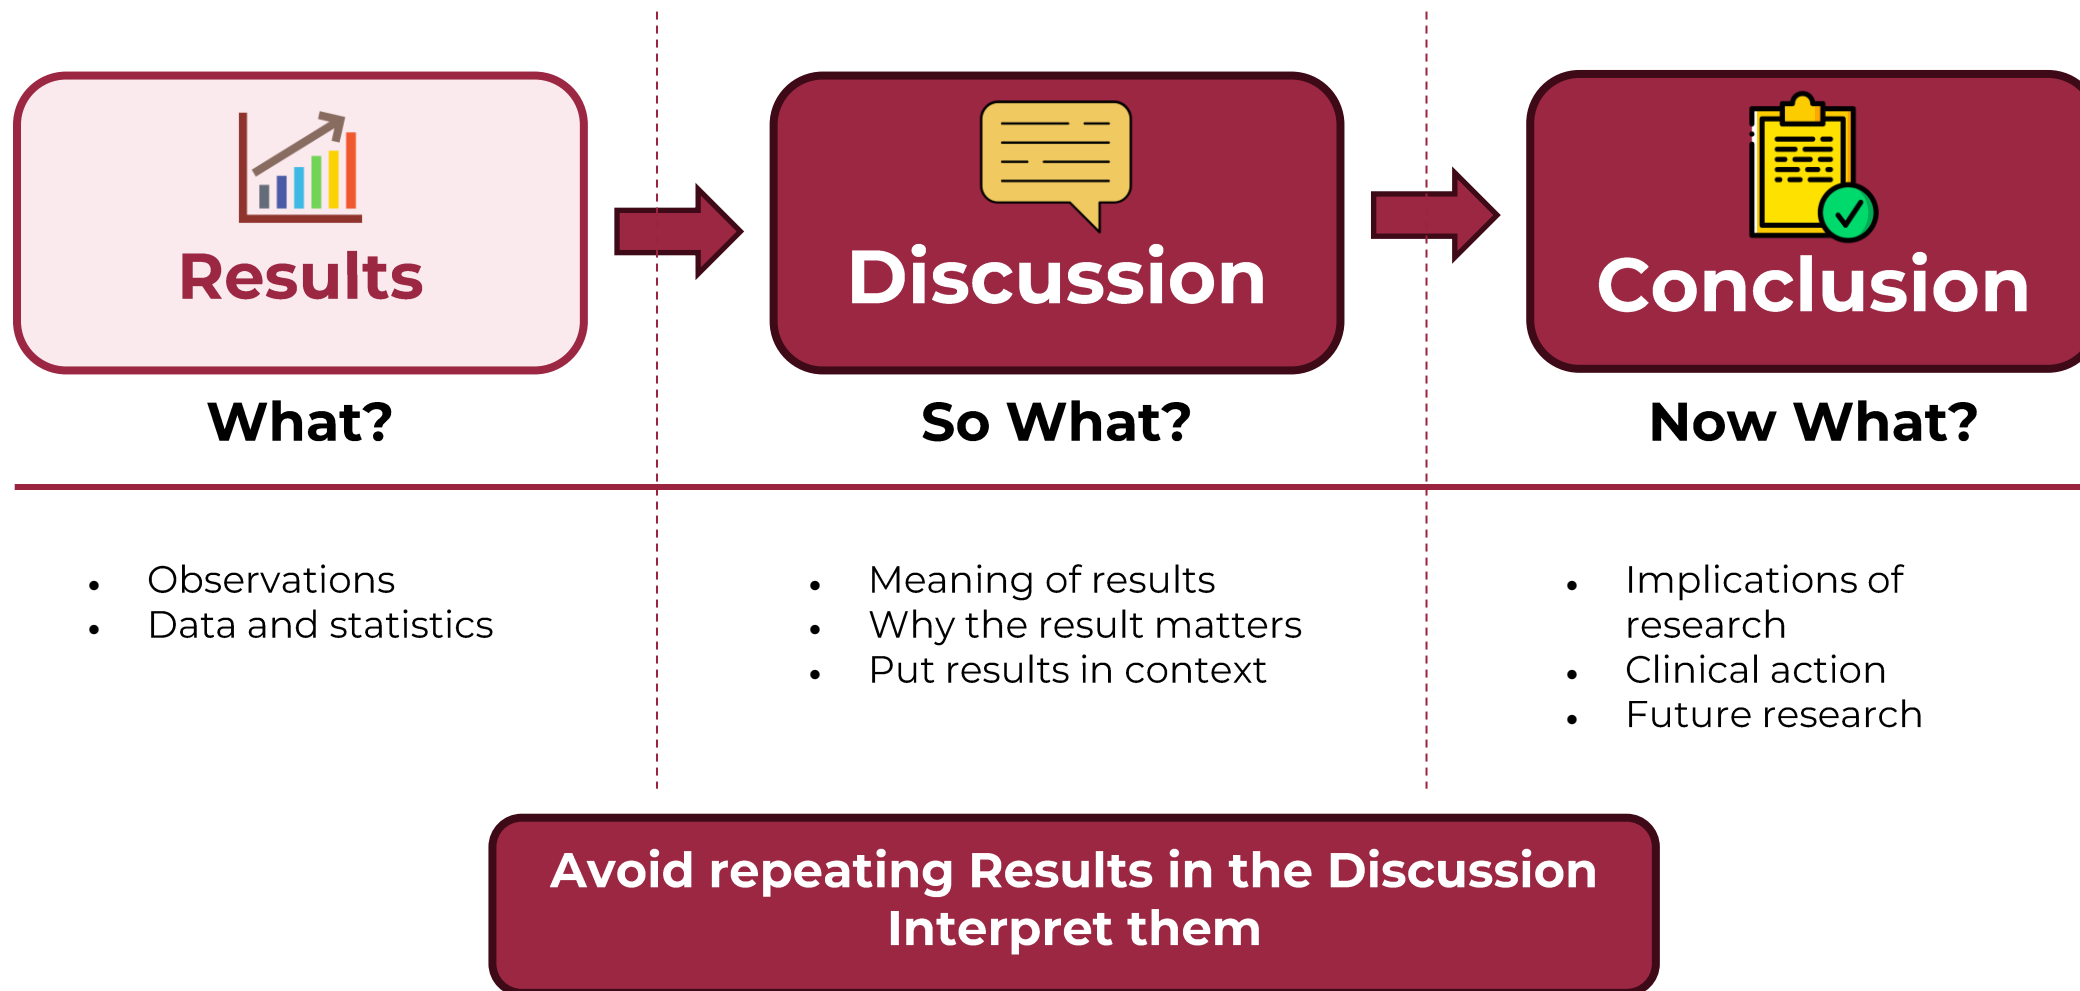 Results
Discussion
Conclusion
What?
So What?
Now What?
• Observations
• Data and statistics
• Meaning of results
• Why the result matters
• Put results in context
• Implications of
research
• Clinical action
• Future research
Avoid repeating Results in the Discussion
Interpret them